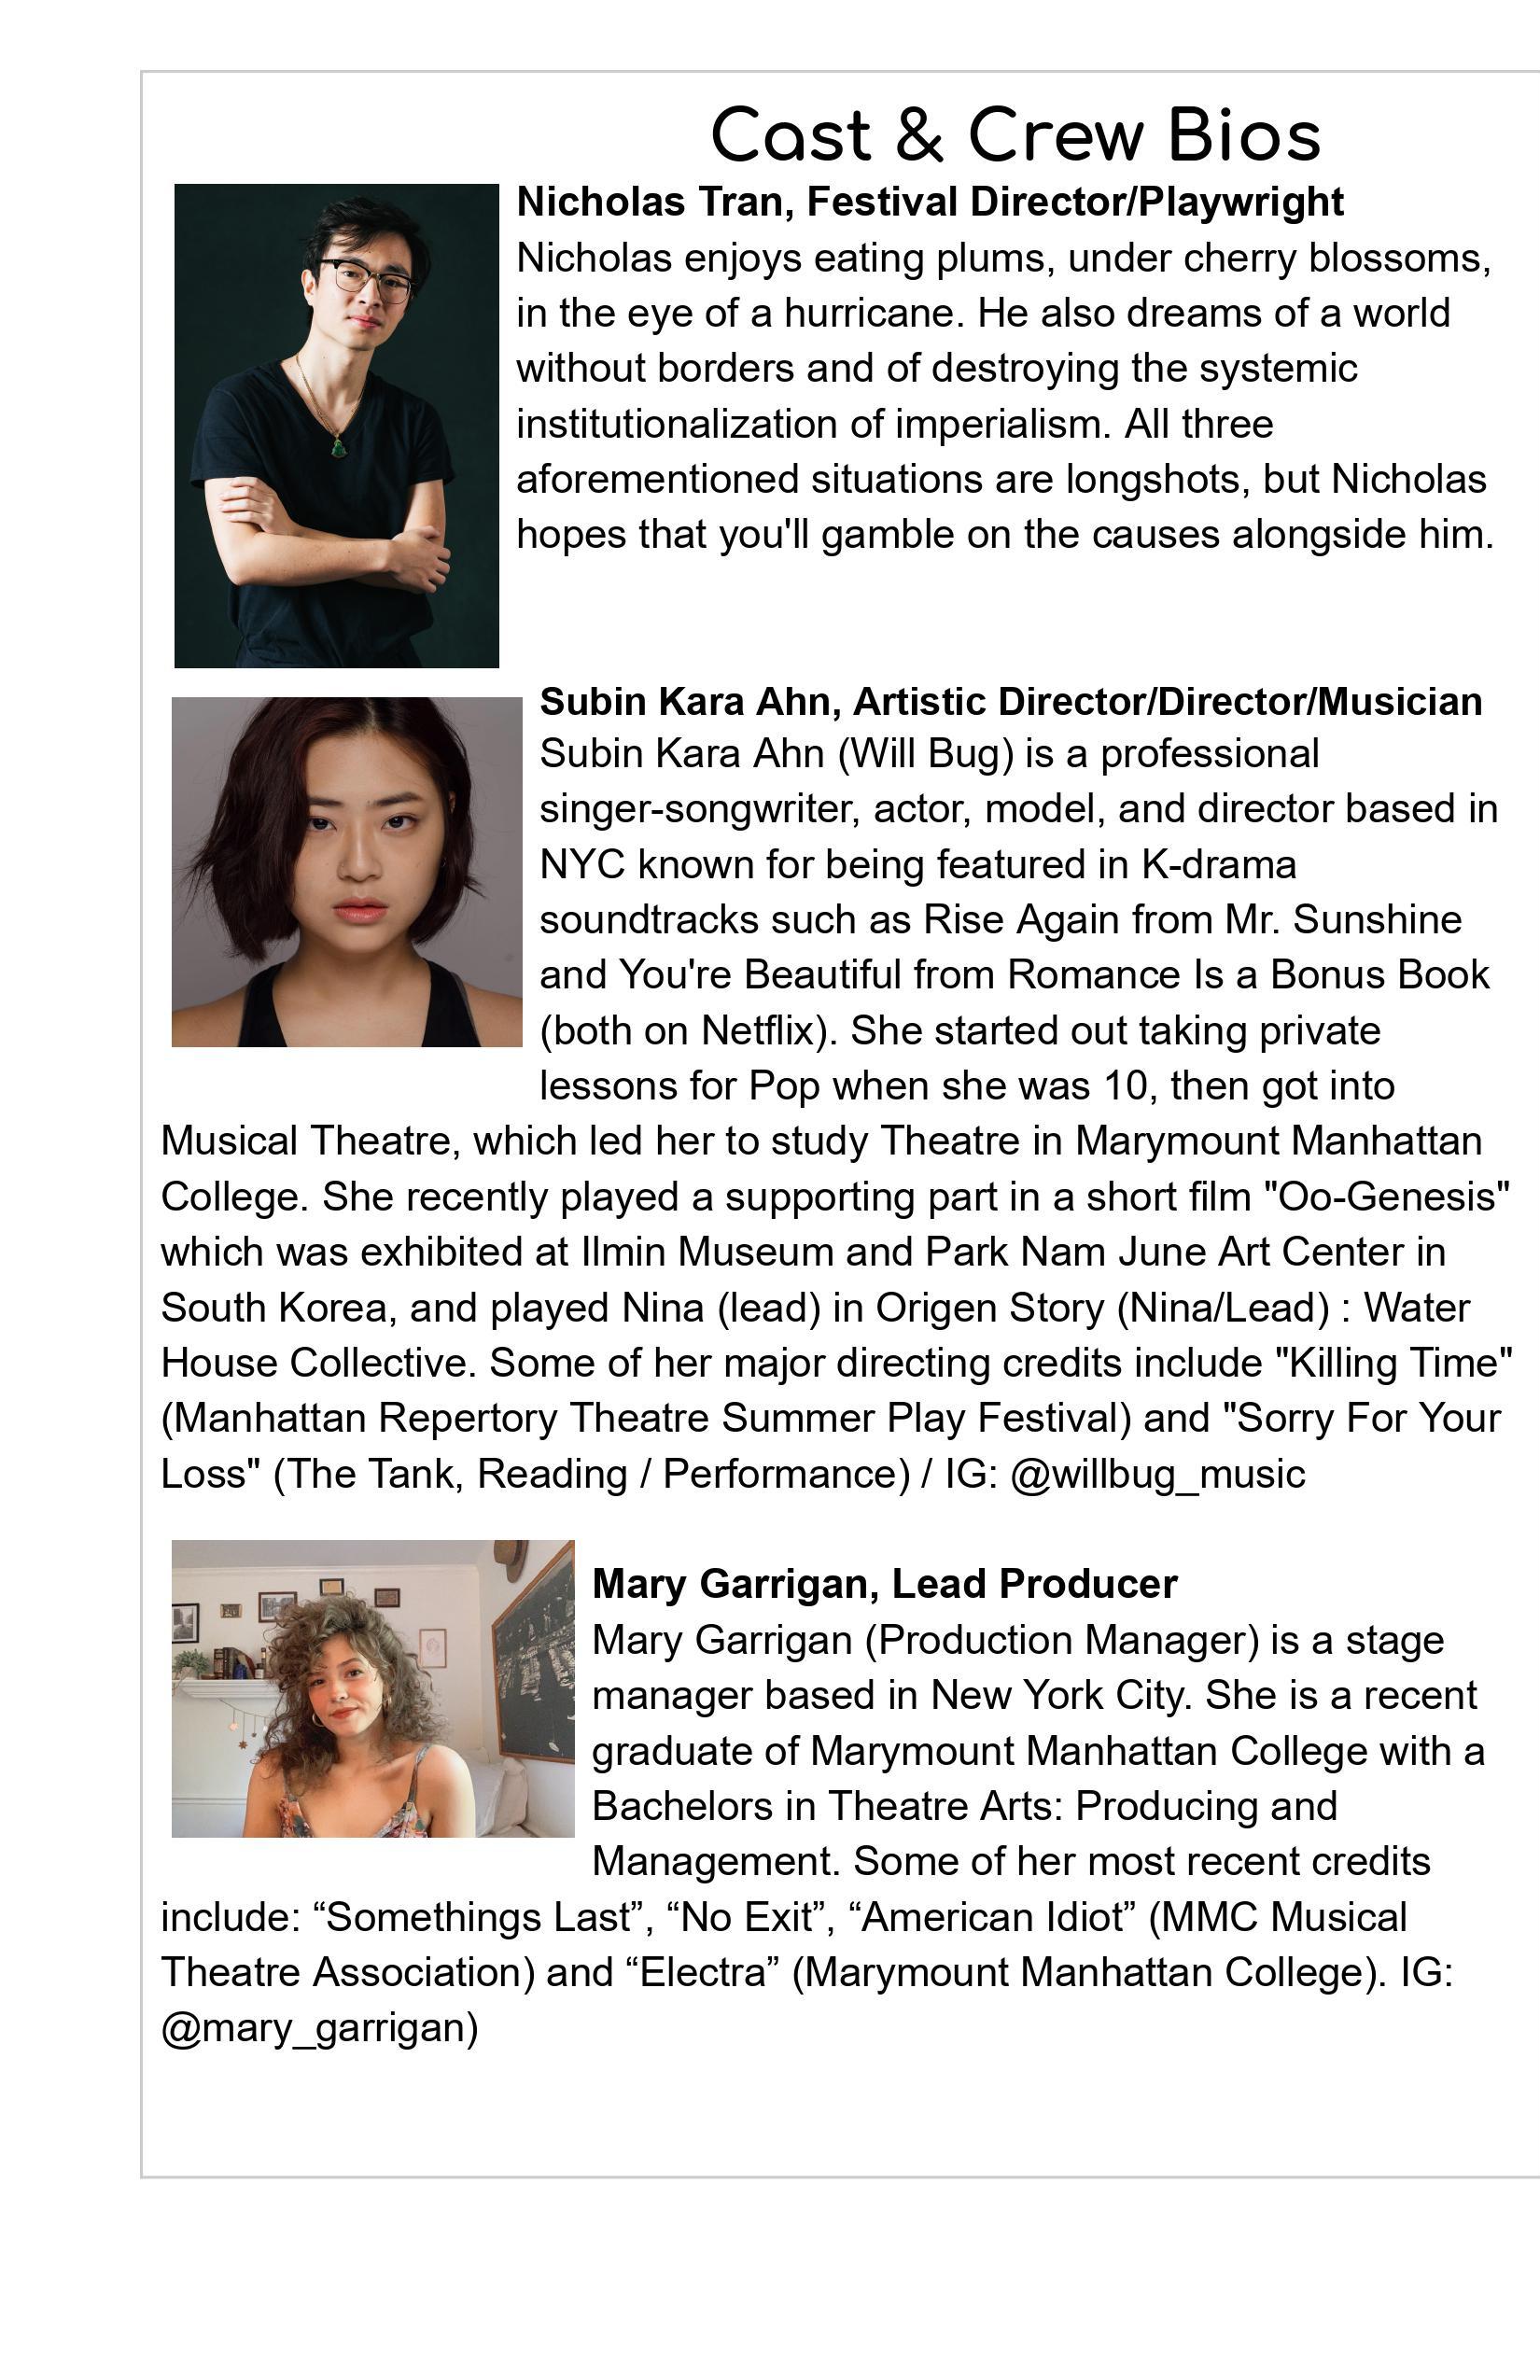 Cast & Crew Bios
Nicholas Tran, Festival Director/Playwright
Nicholas enjoys eating plums, under cherry blossoms,
in the eye of a hurricane. He also dreams of a world
without borders and of destroying the systemic
institutionalization of imperialism. All three
aforementioned situations are longshots, but Nicholas
hopes that you'll gamble on the causes alongside him.
Subin Kara Ahn, Artistic Director/Director/Musician
Subin Kara Ahn (Will Bug) is a professional
singer-songwriter, actor, model, and director based in
NYC known for being featured in K-drama
soundtracks such as Rise Again from Mr. Sunshine
and You're Beautiful from Romance Is a Bonus Book
(both on Netflix). She started out taking private
lessons for Pop when she was 10, then got into
Musical Theatre, which led her to study Theatre in Marymount Manhattan
College. She recently played a supporting part in a short film "Oo-Genesis"
which was exhibited at Ilmin Museum and Park Nam June Art Center in
South Korea, and played Nina (lead) in Origen Story (Nina/Lead) : Water
House Collective. Some of her major directing credits include "Killing Time"
(Manhattan Repertory Theatre Summer Play Festival) and "Sorry For Your
Loss" (The Tank, Reading / Performance) / IG: @willbug_music
Mary Garrigan, Lead Producer
Mary Garrigan (Production Manager) is a stage
manager based in New York City. She is a recent
graduate of Marymount Manhattan College with a
Bachelors in Theatre Arts: Producing and
Management. Some of her most recent credits
include: “Somethings Last”, “No Exit”, “American Idiot” (MMC Musical
Theatre Association) and “Electra” (Marymount Manhattan College). IG:
@mary_garrigan)